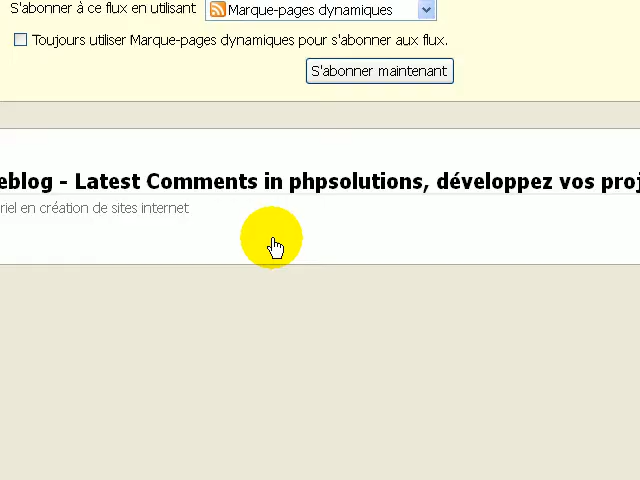 S'abonner à ce flux en utilisant Marque-pages dynamiques
Toujours utiliser Marque-pages dynamiques pour s'abonner aux flux.
S'abonner maintenant
eblog - Latest Comments in phpsolutions, développez vos proj
riel en création de sites internet